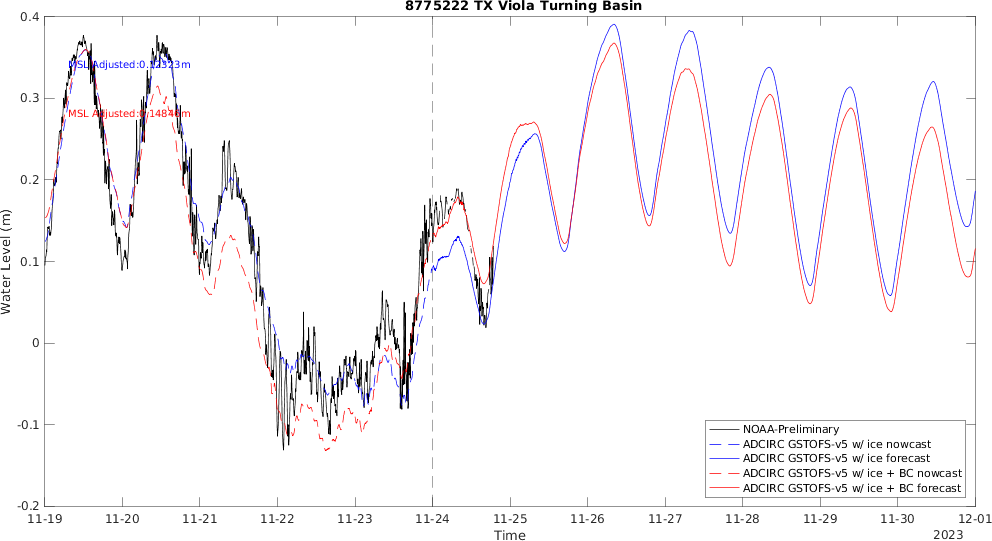 8775222 TX Viola Turning Basin
0.4
0.3
0.2
0.1
0
-0.1
-0.2
Water Level (m)
MSL Adjusted:0.12323m
MSL
NOAA-Preliminary
ADCIRC GSTOFS-v5 w/ ice nowcast
ADCIRC GSTOFS-v5 w/ ice forecast
ADCIRC GSTOFS-v5 w/ ice + BC nowcast
ADCIRC GSTOFS-v5 w/ ice + BC forecast
11-19 11-20 11-21 11-22 11-23 11-24 11-25 11-26 11-27 11-28 11-29 11-30 12-01
Time
2023